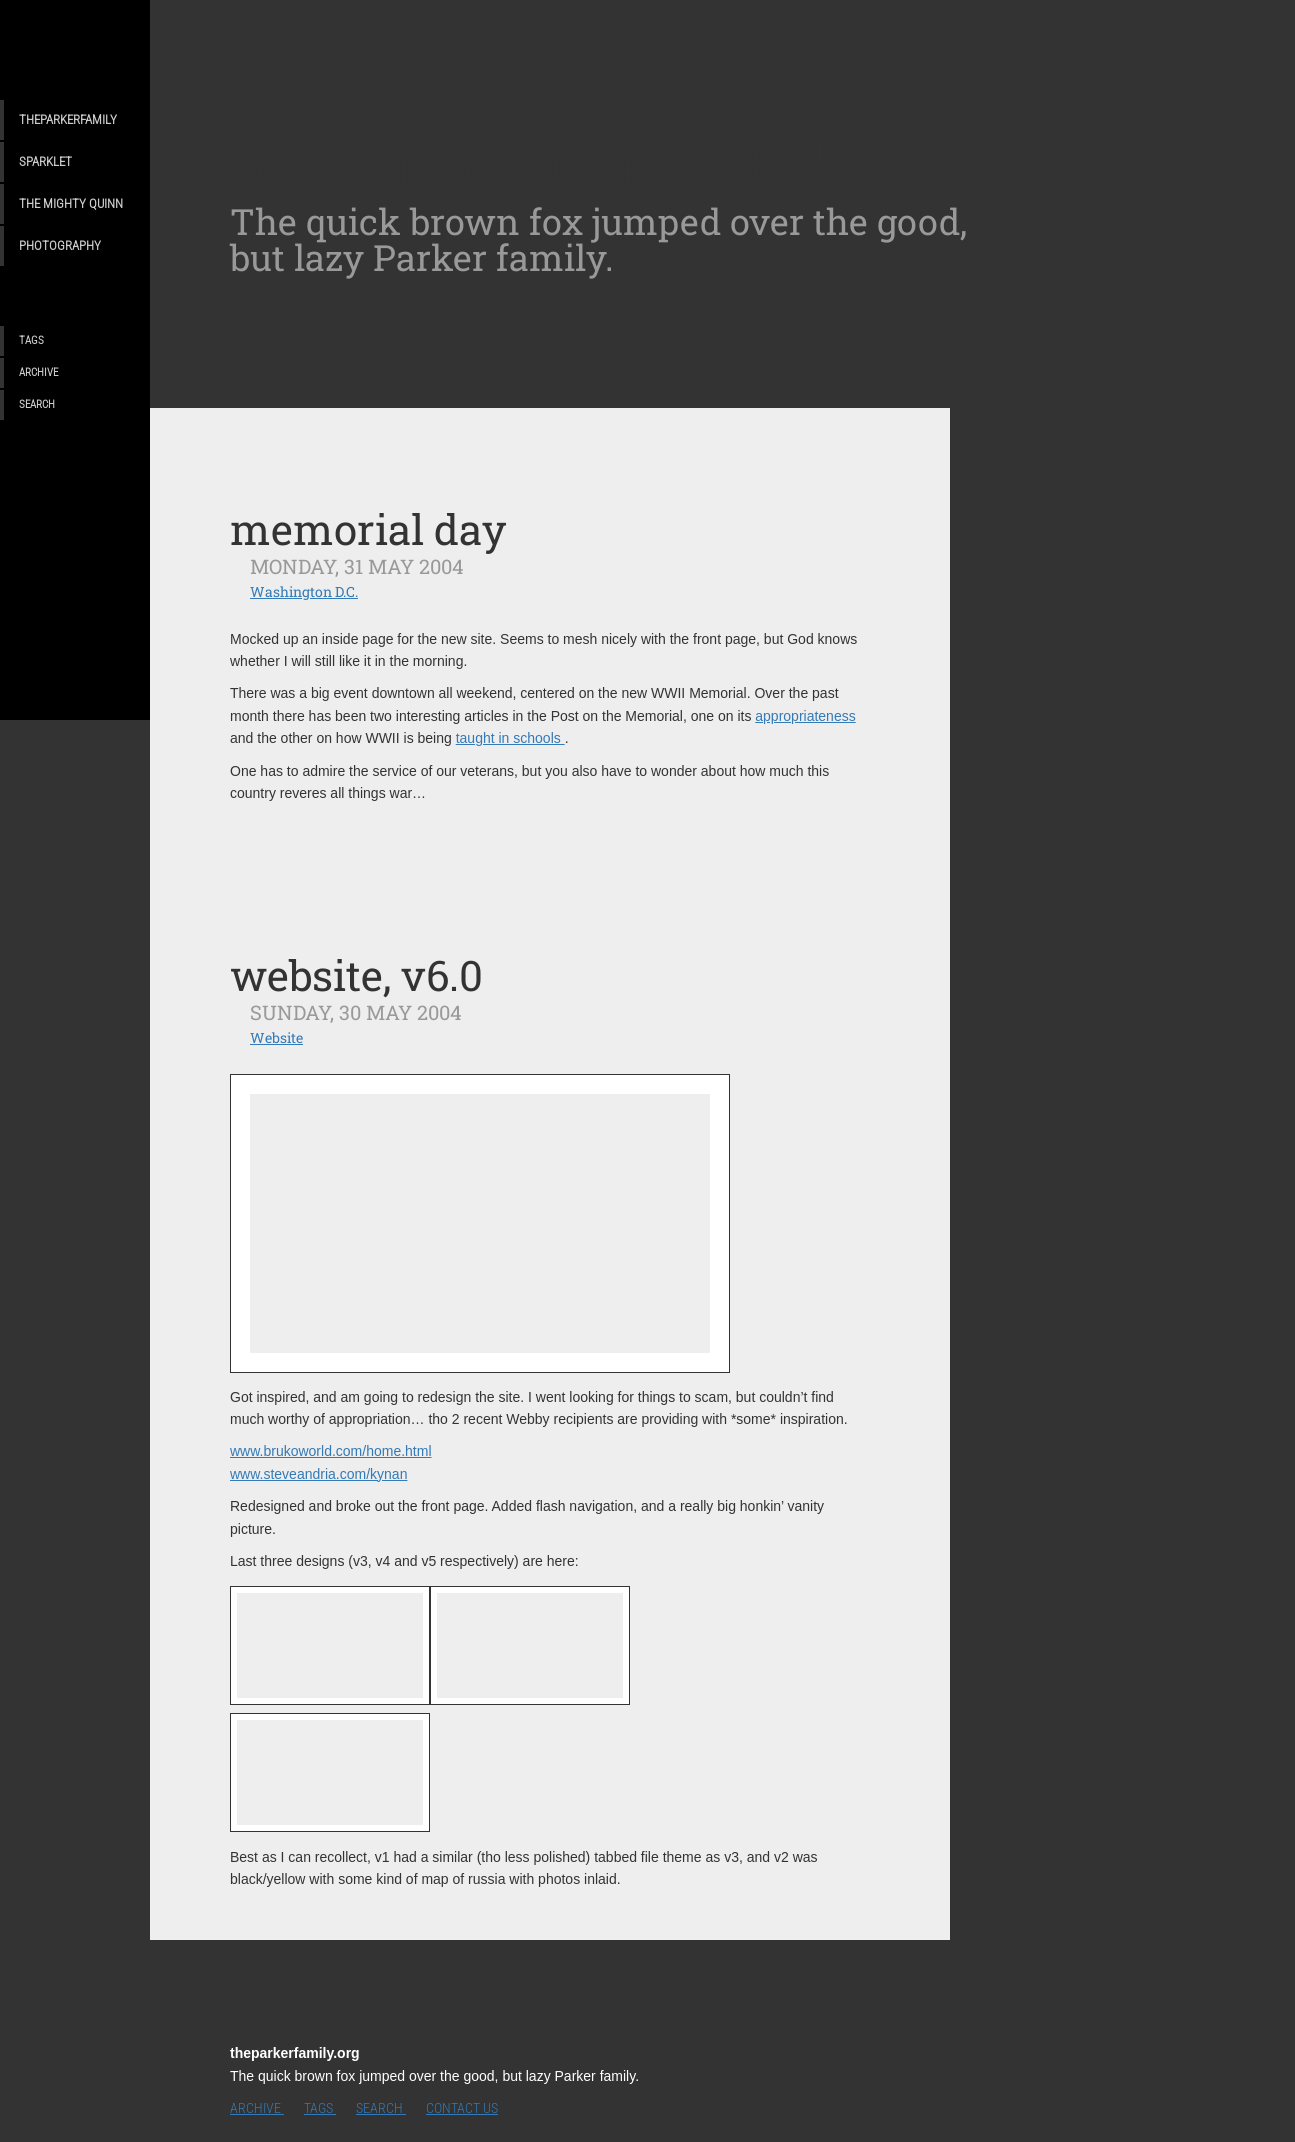 THEPARKERFAMILY
SPARKLET
THE MIGHTY QUINN
PHOTOGRAPHY
TAGS
ARCHIVE
SEARCH
The quick brown fox jumped over the good,
but lazy Parker family.
memorial day
MONDAY, 31 MAY 2004
Washington D.C.
Mocked up an inside page for the new site. Seems to mesh nicely with the front page, but God knows
whether I will still like it in the morning.
There was a big event downtown all weekend, centered on the new WWII Memorial. Over the past
month there has been two interesting articles in the Post on the Memorial, one on its appropriateness
and the other on how WWII is being taught in schools .
One has to admire the service of our veterans, but you also have to wonder about how much this
country reveres all things war…
website, v6.0
SUNDAY, 30 MAY 2004
Website
Got inspired, and am going to redesign the site. I went looking for things to scam, but couldn’t find
much worthy of appropriation… tho 2 recent Webby recipients are providing with *some* inspiration.
www.brukoworld.com/home.html
www.steveandria.com/kynan
Redesigned and broke out the front page. Added flash navigation, and a really big honkin’ vanity
picture.
Last three designs (v3, v4 and v5 respectively) are here:
Best as I can recollect, v1 had a similar (tho less polished) tabbed file theme as v3, and v2 was
black/yellow with some kind of map of russia with photos inlaid.
theparkerfamily.org
The quick brown fox jumped over the good, but lazy Parker family.
ARCHIVE TAGS SEARCH CONTACT US